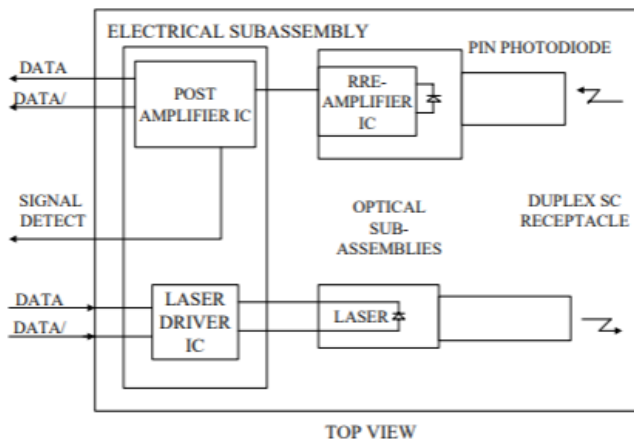 ELECTRICAL SUBASSEMBLY
PIN PHOTODIODE
DATA
DATA/
POST
AMPLIFIER IC
RRE-
AMPLIFIER
IC
SIGNAL
DETECT
OPTICAL
SUB-
ASSEMBLIES
DUPLEX SC
RECEPTACLE
DATA
DATA/
LASER
DRIVER
IC
LASER
TOP VIEW